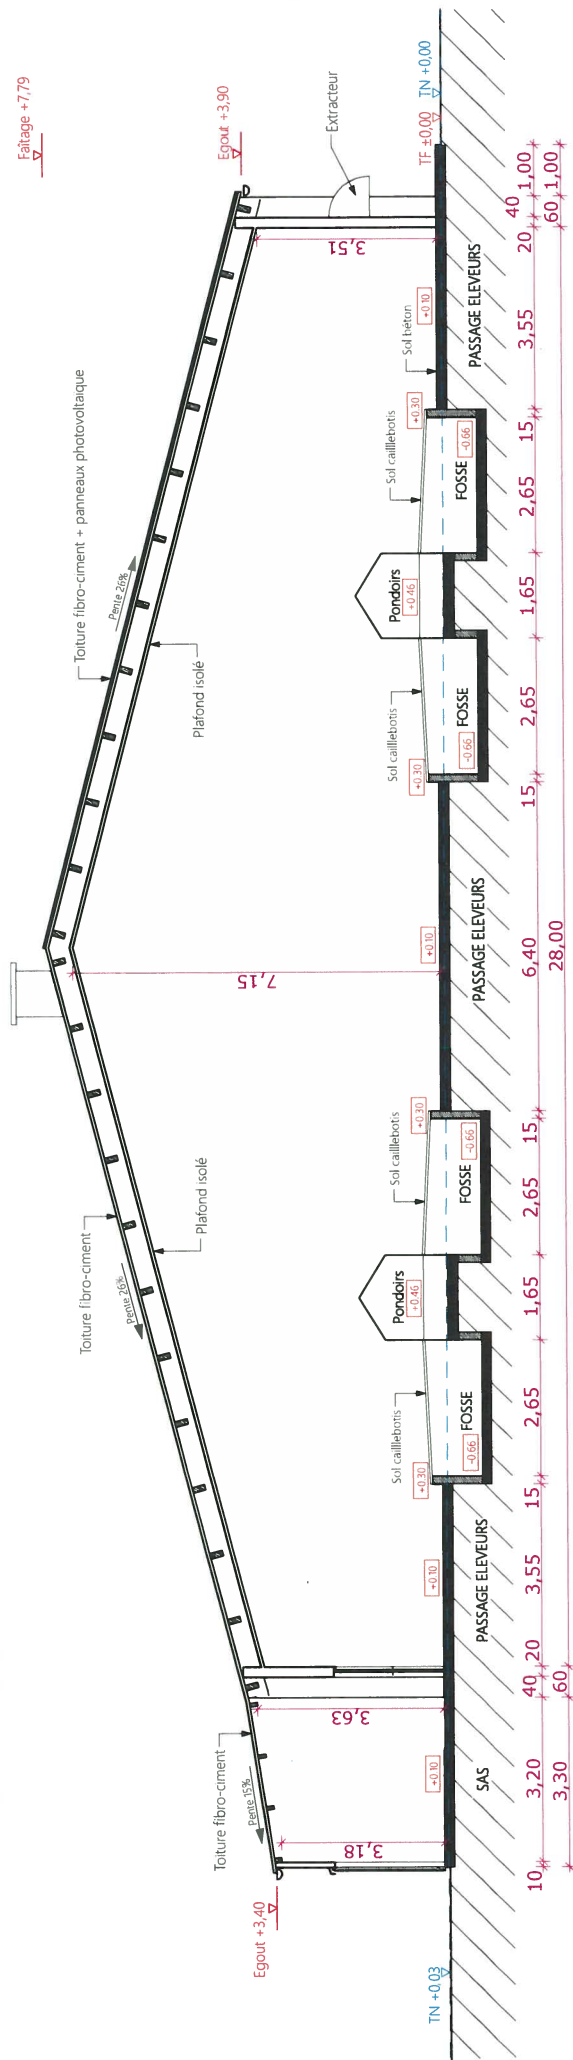 Faîtage +7,79
Egout +3,90
Extracteur
TF ±0,00
TN +0,00
Toiture fibro-ciment + panneaux photovoltaïque
Pente 26%
Plafond isolé
3,51
Sol béton
+0.10
PASSAGE ELEVEURS
Sol cailllebotis
+0.30
-0.66
FOSSE
Pondoirs
+0.46
Sol cailllebotis
FOSSE
-0.66
+0.30
7,15
+0.10
PASSAGE ELEVEURS
Toiture fibro-ciment
Pente 26%
Plafond isolé
Sol cailllebotis
+0.30
-0.66
FOSSE
Pondoirs
+0.46
Sol cailllebotis
FOSSE
-0.66
+0.30
+0.10
PASSAGE ELEVEURS
Toiture fibro-ciment
Pente 15%
3,63
3,18
+0.10
SAS
Egout +3,40
TN +0,03
10 3,20 40 20 3,55 15 2,65 1,65 2,65 15 6,40 15 2,65 1,65 2,65 15 3,55 20 40 1,00
3,30 60 28,00 60 1,00